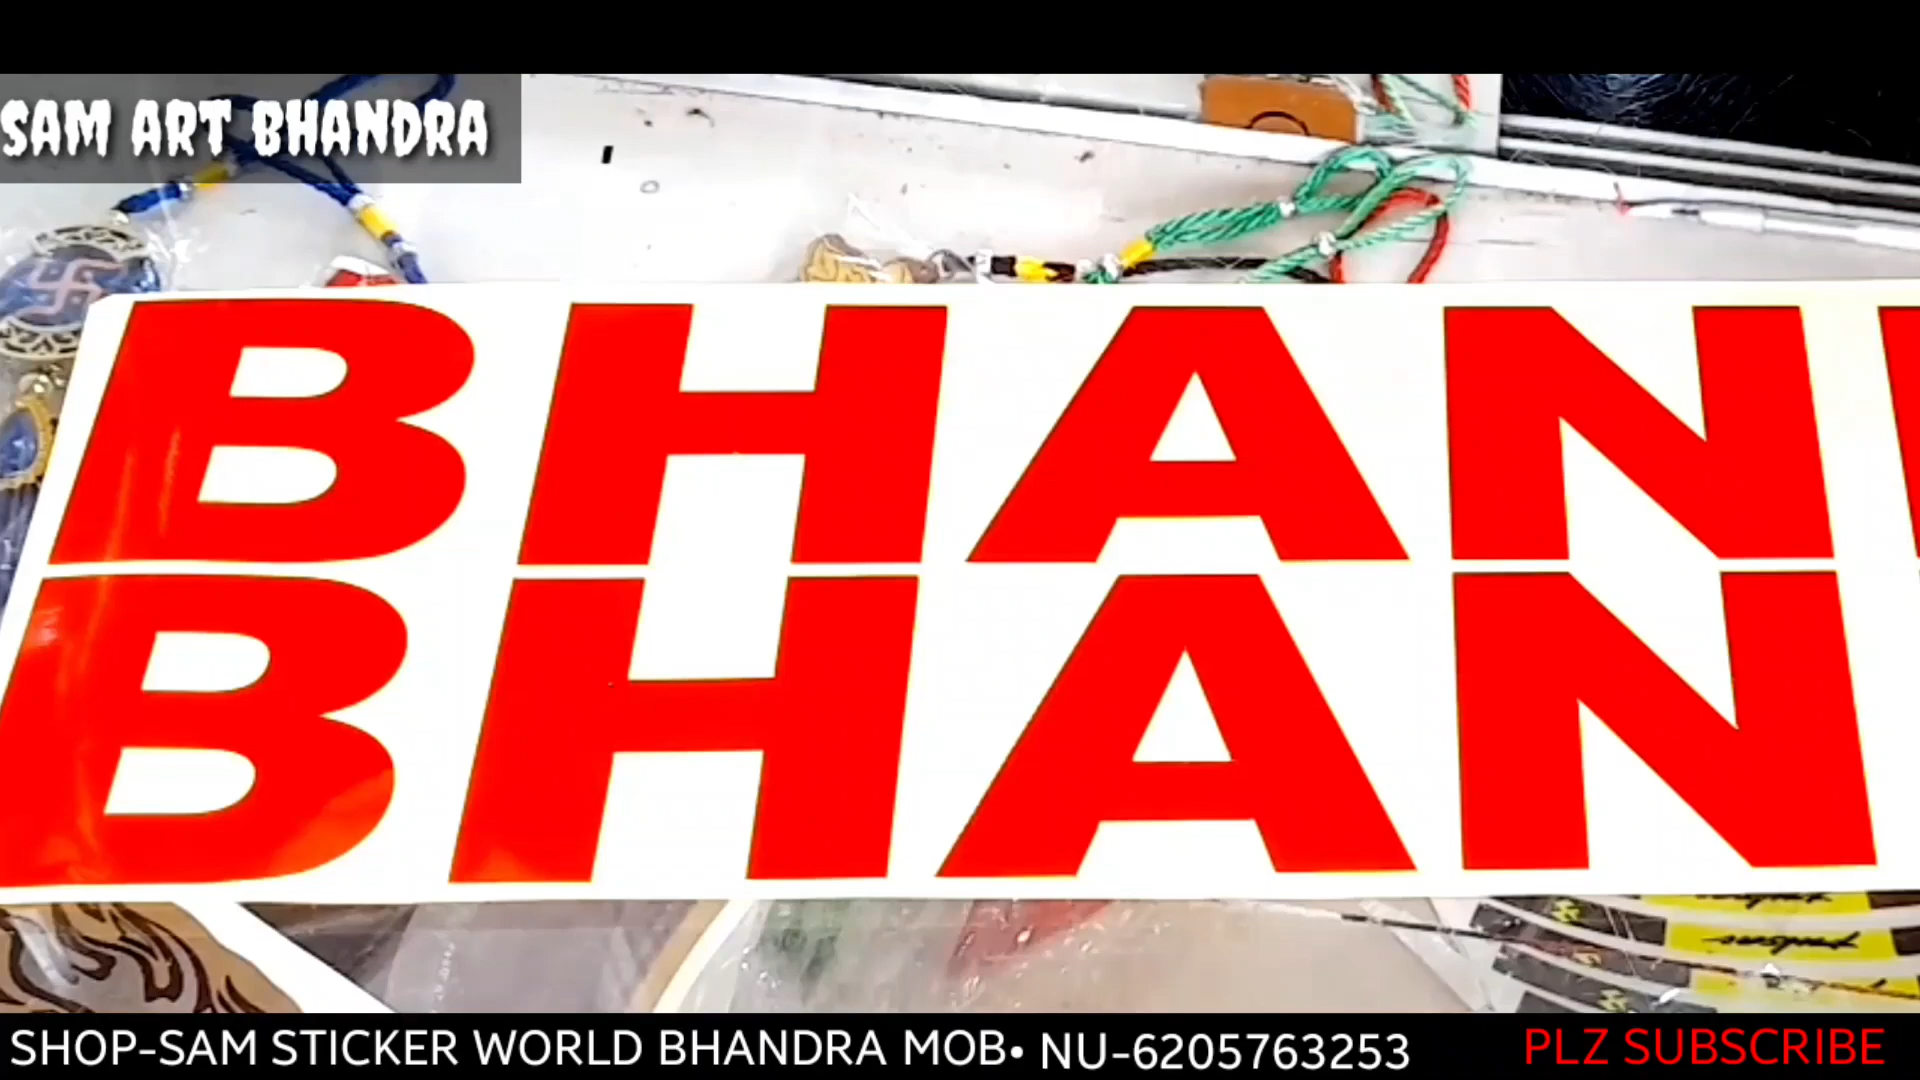 SAM ART BHANDRA
BHAN
BHAN
SHOP-SAM STICKER WORLD BHANDRA MOB• NU-6205763253
PLZ SUBSCRIBE